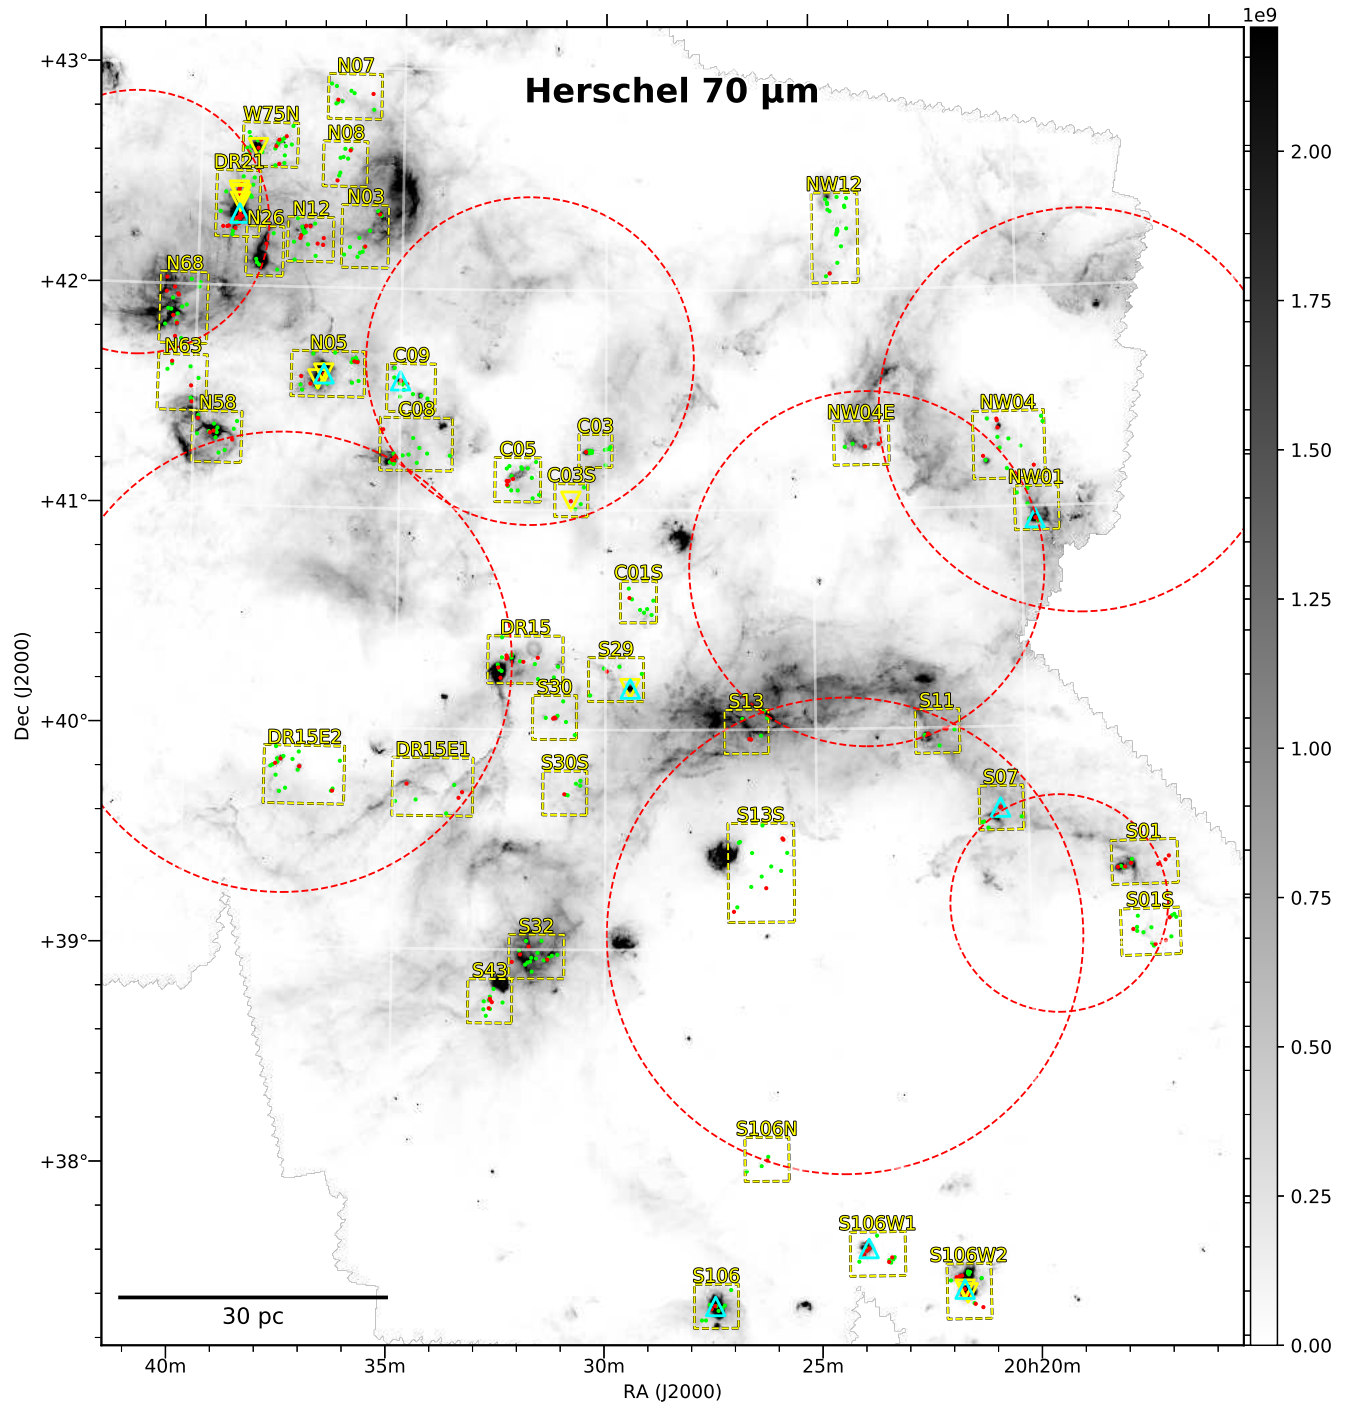 1e9
+43°
+42°
+41°
+40°
+39°
+38°
Dec (J2000)
Herschel 70 µm
N07
W75N
N08
DR21
N03
N12
N26
NW12
N68
N05
N63
C09
N58
C08
C03
C05
C03S
NW04E
NW04
NW01
C01S
DR15
S29
S30
S13
S11
DR15E2
DR15E1
S30S
S07
S13S
S01
S01S
S32
S43
S106N
S106W1
S106W2
S106
30 pc
40m
35m
30m
25m
20h20m
RA (J2000)
2.00
1.75
1.50
1.25
1.00
0.75
0.50
0.25
0.00